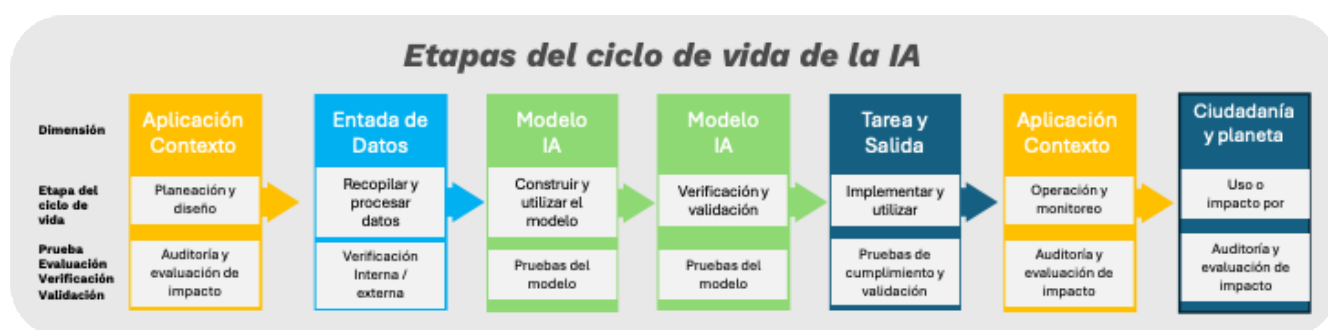 Etapas del ciclo de vida de la IA
Dimensión
Aplicación
Contexto
Entada de
Datos
Modelo
IA
Modelo
IA
Tarea y
Salida
Aplicación
Contexto
Ciudadanía
y planeta
Etapa del
ciclo de
vida
Planeación y
diseño
Recopilar y
procesar
datos
Construir y
utilizar el
modelo
Verificación y
validación
Implementar y
utilizar
Operación y
monitoreo
Uso o
impacto por
Prueba
Evaluación
Verificación
Validación
Auditoría y
evaluación de
impacto
Verificación
Interna /
externa
Pruebas del
modelo
Pruebas del
modelo
Pruebas de
cumplimiento y
validación
Auditoría y
evaluación de
impacto
Auditoría y
evaluación de
impacto